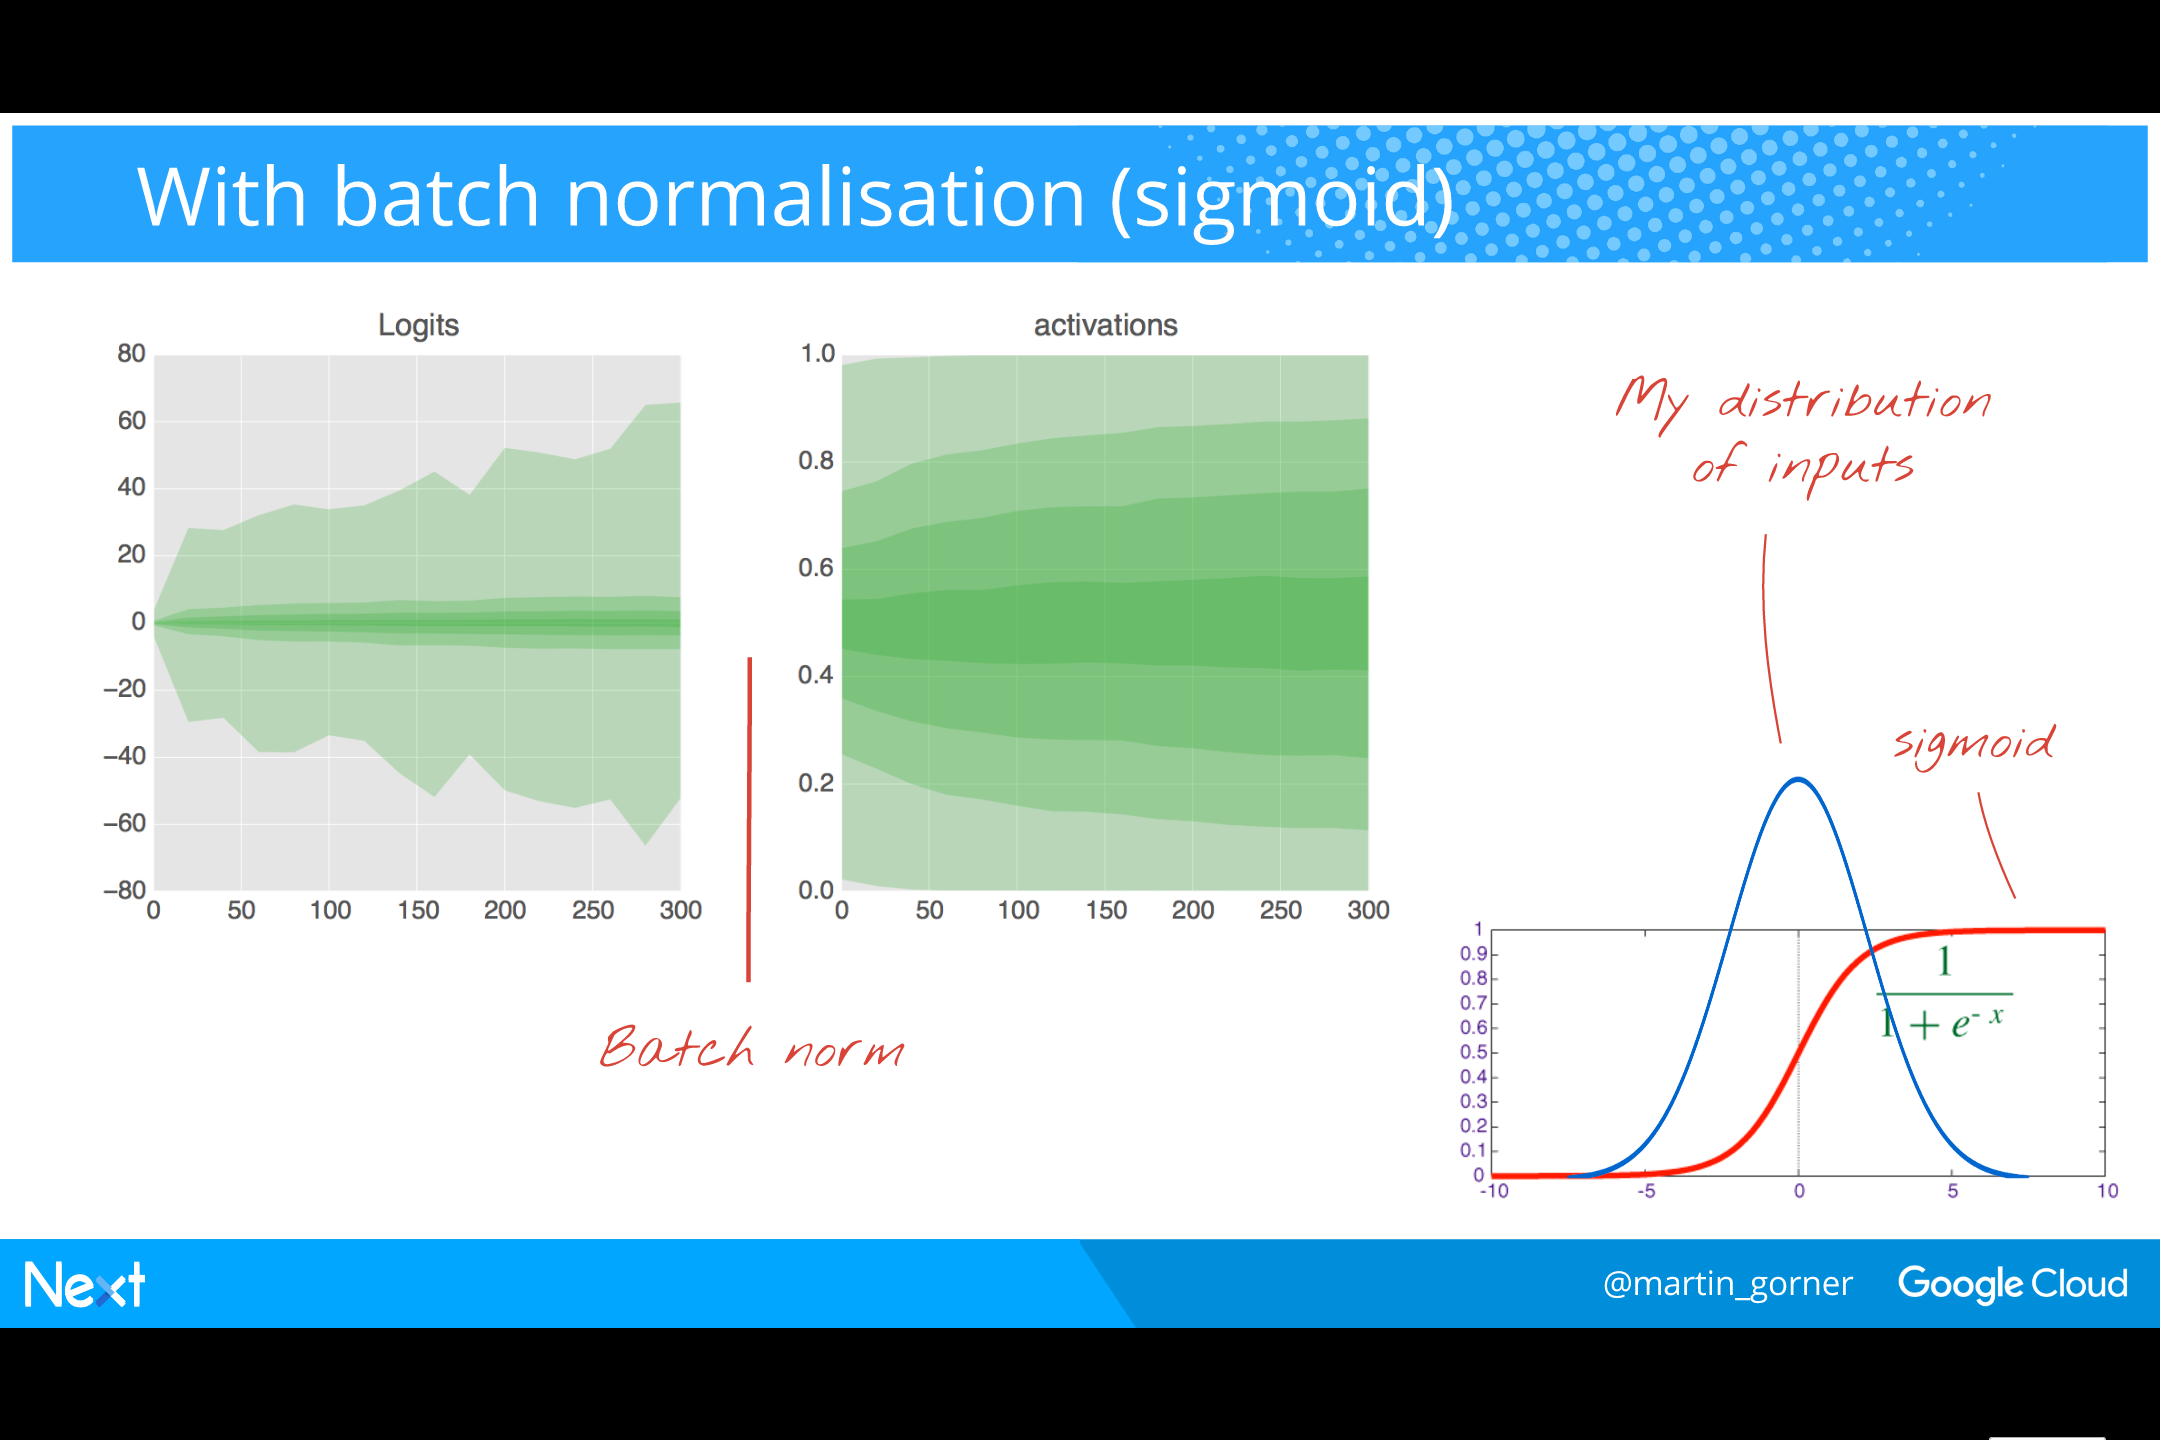 With batch normalisation (sigmoid)
Logits
80
60
40
20
0
−20
−40
−60
−80
0 50 100 150 200 250 300
activations
1.0
0.8
0.6
0.4
0.2
0.0
0 50 100 150 200 250 300
Batch norm
My distribution
of inputs
sigmoid
1
0.9
0.8
0.7
0.6
0.5
0.4
0.3
0.2
0.1
0
-10 -5 0 5 10
1
1 + e^{- x}
Next
@martin_gorner Google Cloud